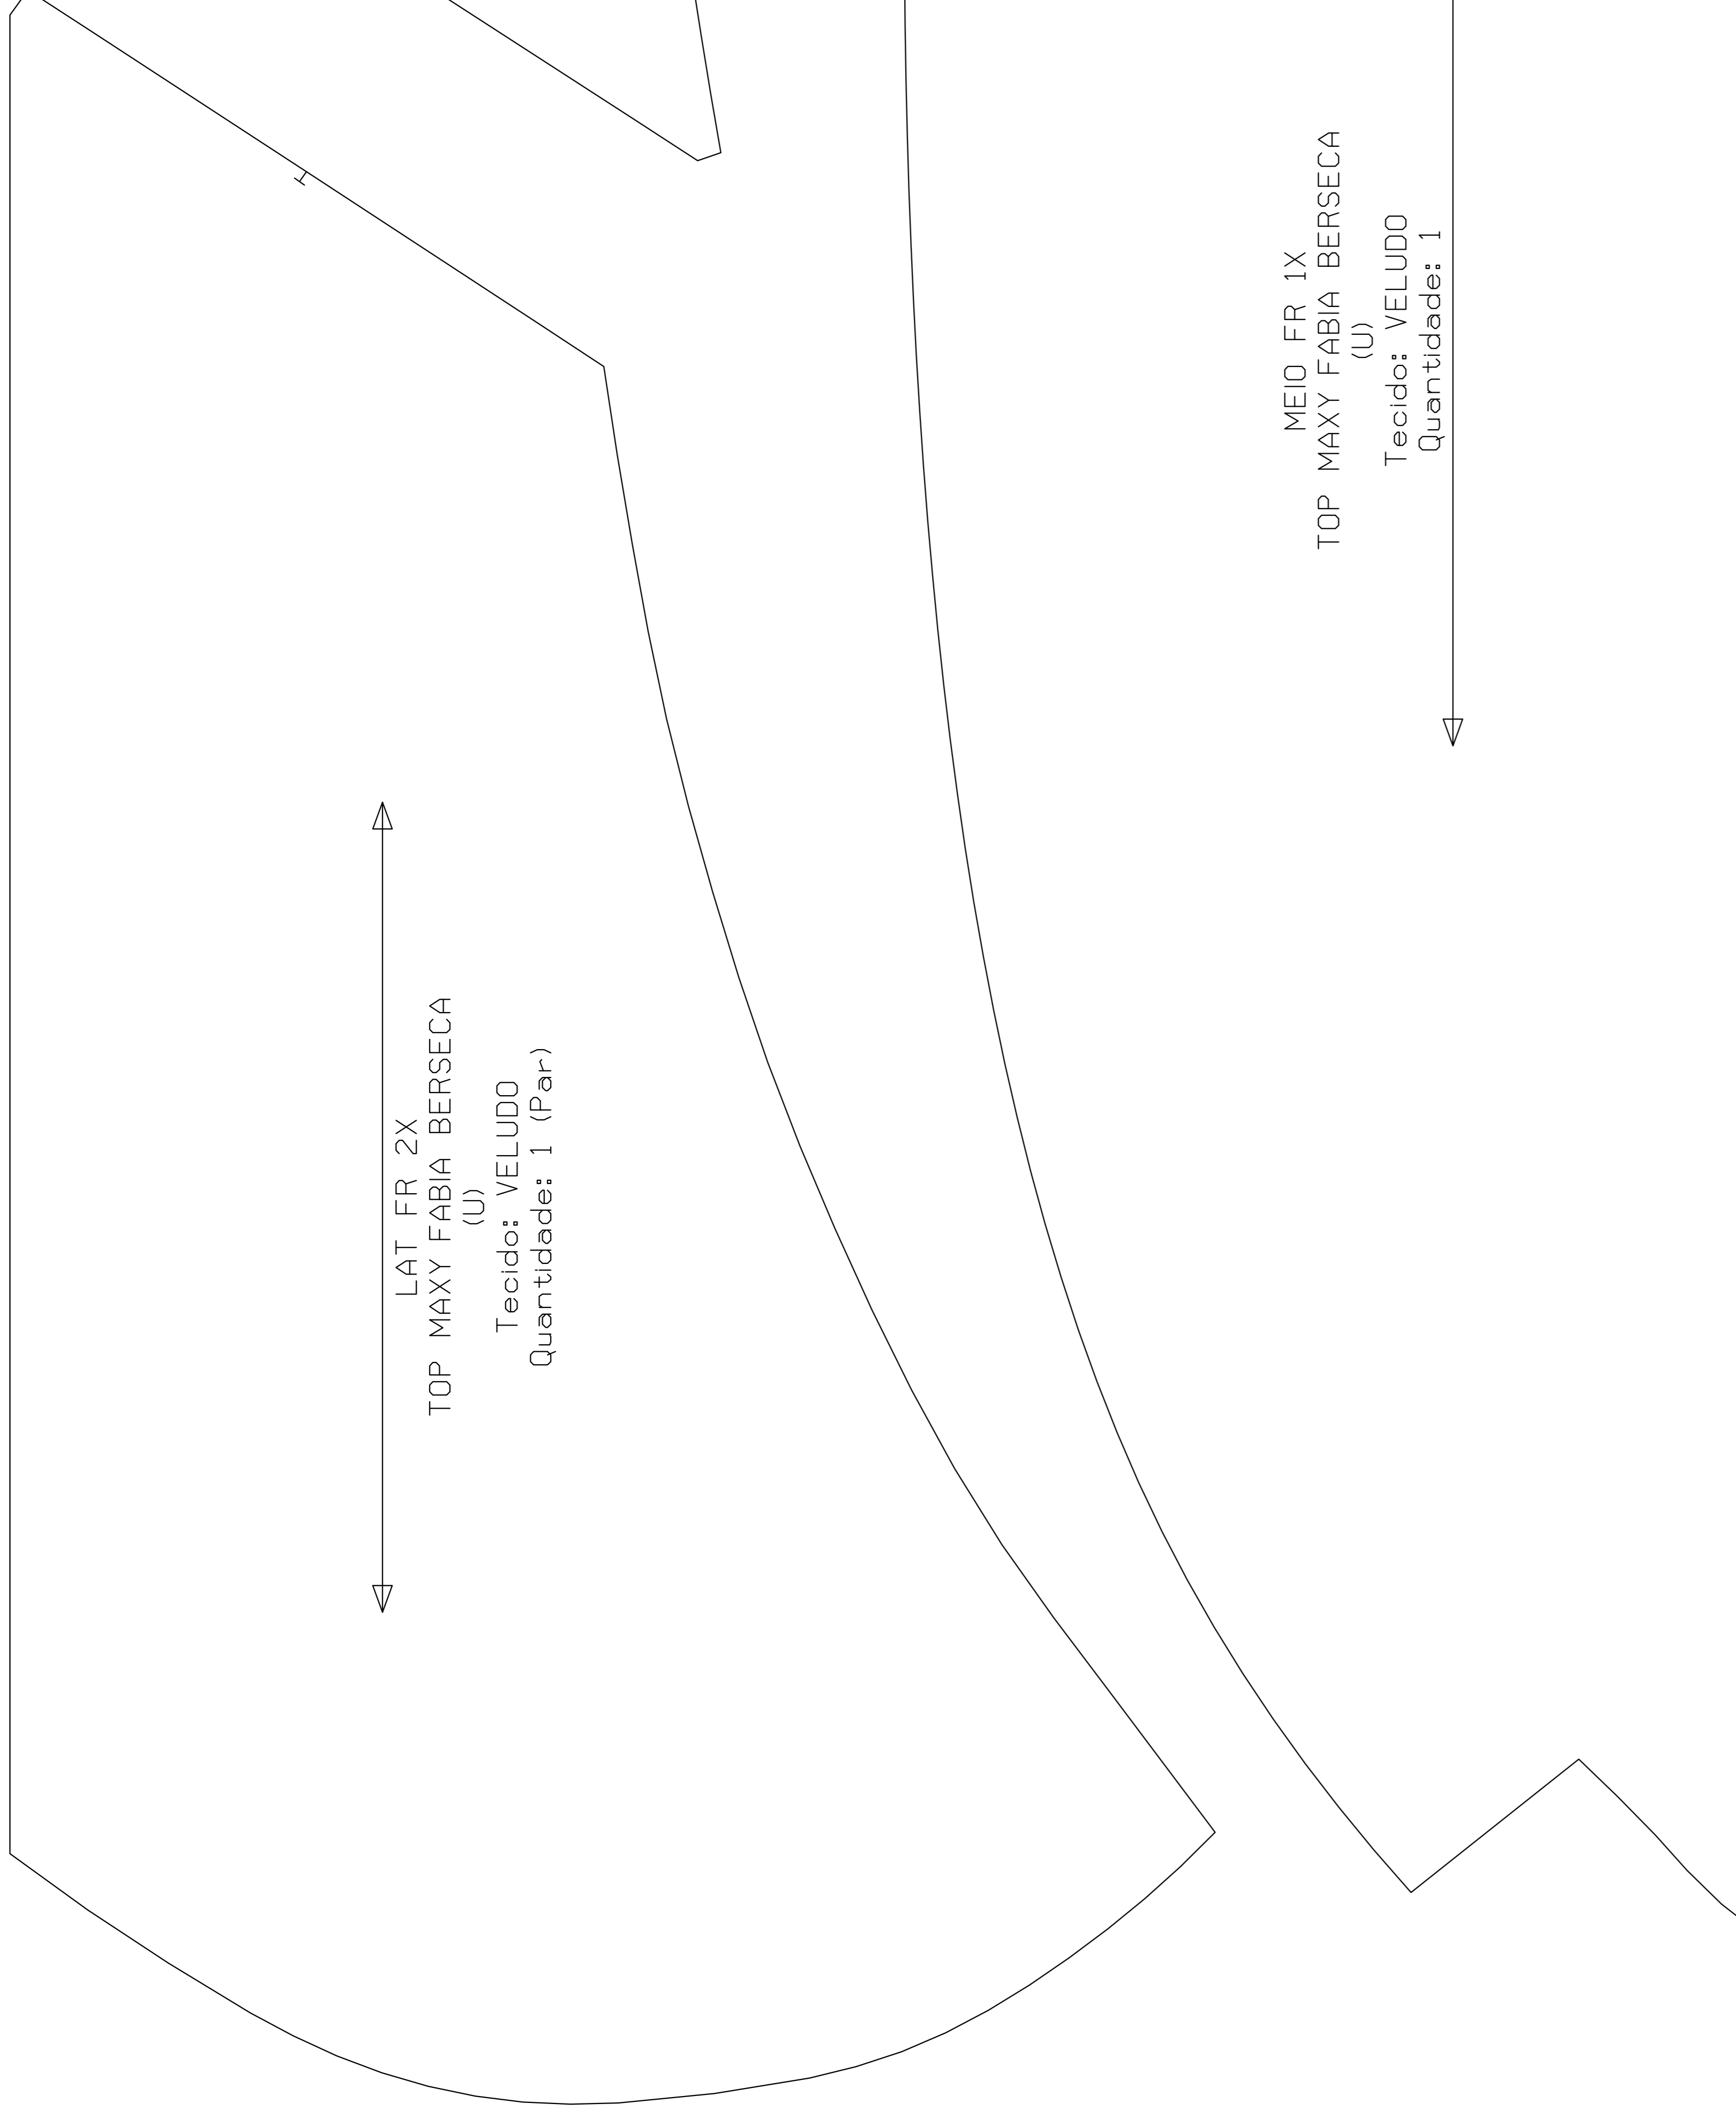 MEIO FR 1X
TOP MAXY FABIA BERSECA
(U)
Tecido: VELUDO
Quantidade: 1
LAT FR 2X
TOP MAXY FABIA BERSECA
(U)
Tecido: VELUDO
Quantidade: 1 (Par)